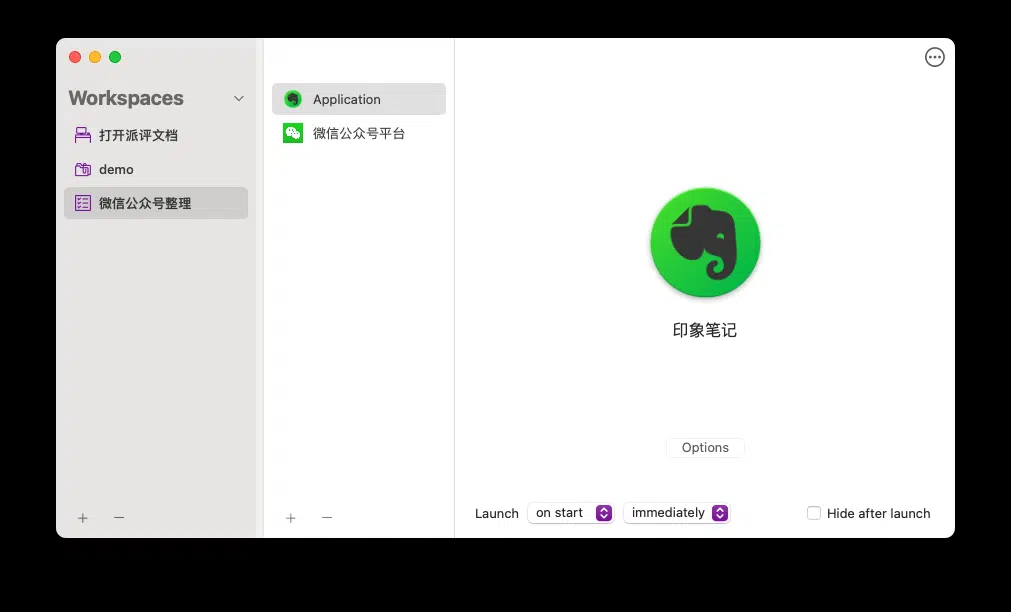 Workspaces
打开派评文档
demo
微信公众号整理
Application
微信公众号平台
印象笔记
Options
Launch on start immediately Hide after launch